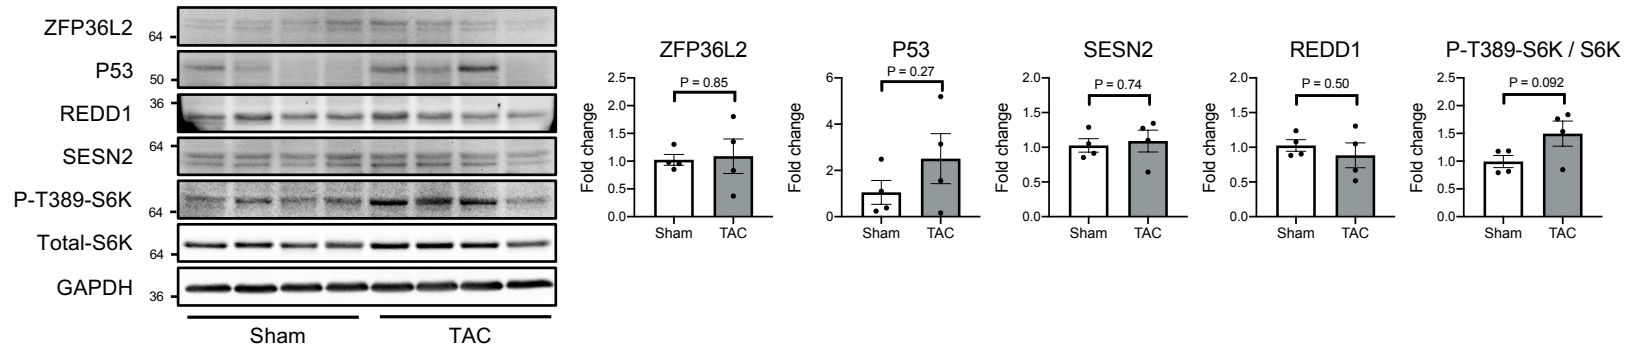 ZFP36L2
64
P53
50
REDD1
36
SESN2
64
P-T389-S6K
64
Total-S6K
64
GAPDH
36
Sham TAC
ZFP36L2
P = 0.85
Fold change
2.5
2.0
1.5
1.0
0.5
0.0
Sham TAC
P53
P = 0.27
Fold change
6
4
2
0
Sham TAC
SESN2
P = 0.74
Fold change
2.0
1.5
1.0
0.5
0.0
Sham TAC
REDD1
P = 0.50
Fold change
2.0
1.5
1.0
0.5
0.0
Sham TAC
P-T389-S6K / S6K
P = 0.092
Fold change
2.5
2.0
1.5
1.0
0.5
0.0
Sham TAC